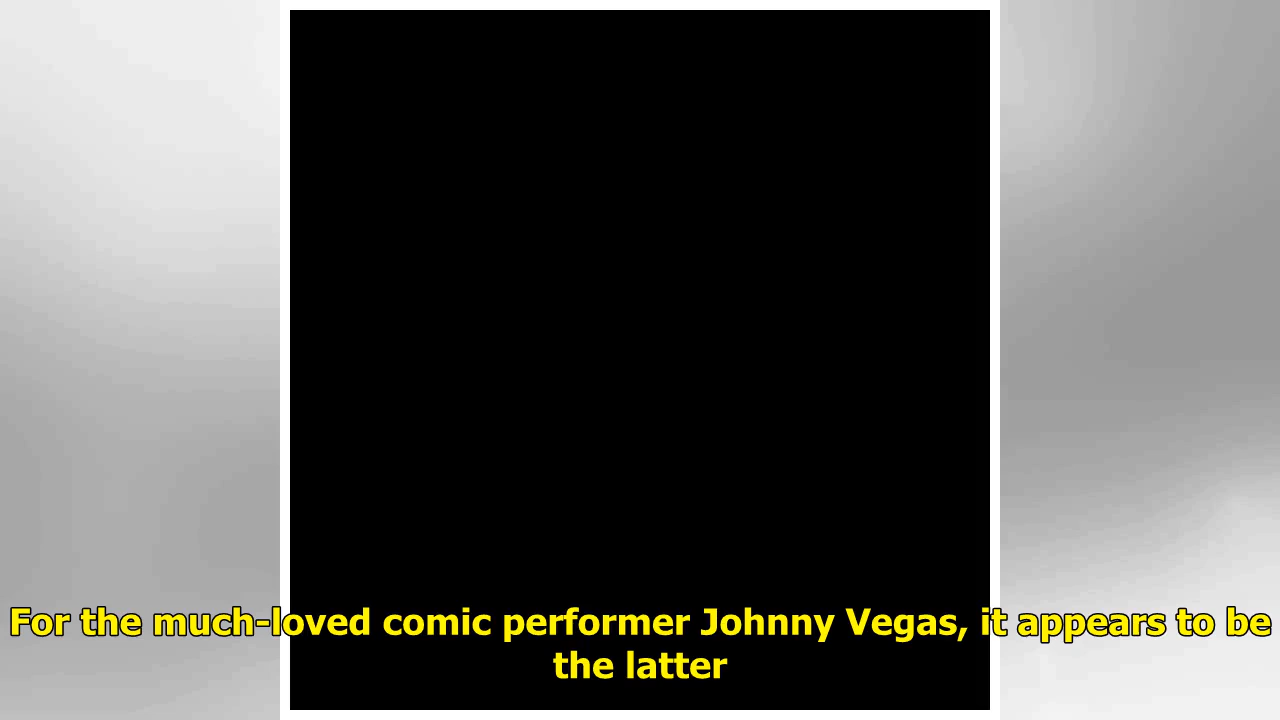 For the much-loved comic performer Johnny Vegas, it appears to be
the latter